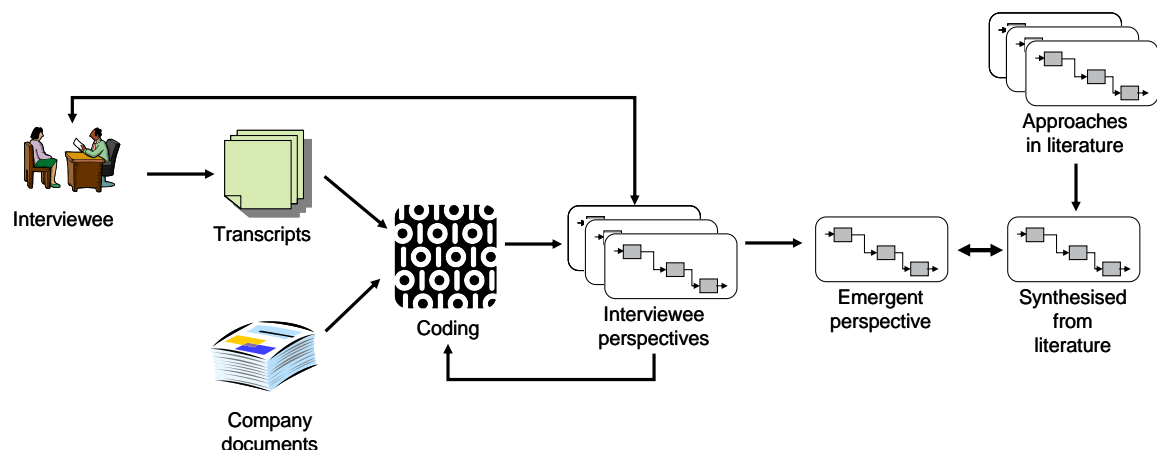 Approaches
in literature
Interviewee
Transcripts
Coding
Interviewee
perspectives
Emergent
perspective
Synthesised
from
literature
Company
documents